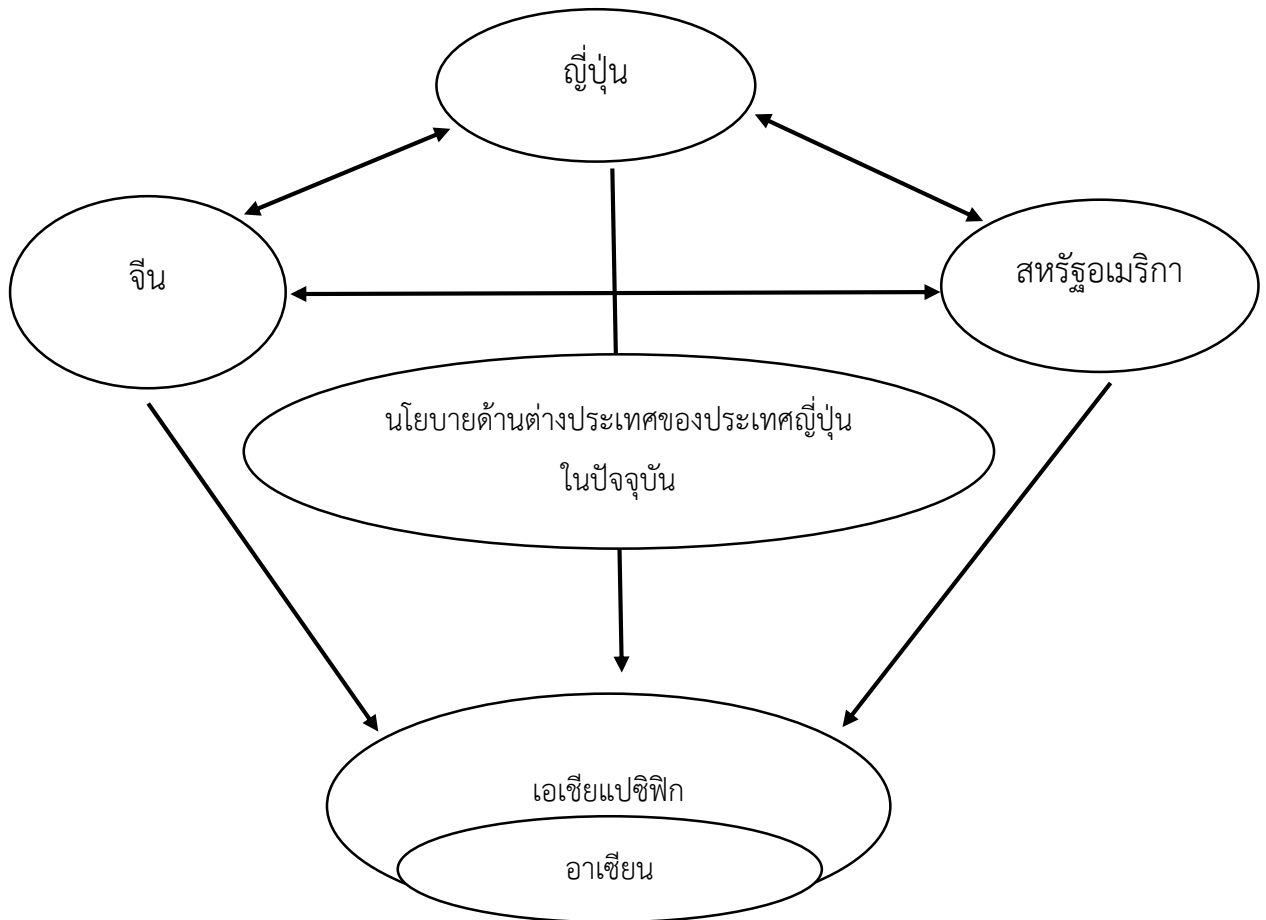 ญี่ปุ่น
จีน
สหรัฐอเมริกา
นโยบายด้านต่างประเทศของประเทศญี่ปุ่น
ในปัจจุบัน
เอเชียแปซิฟิก
อาเซียน